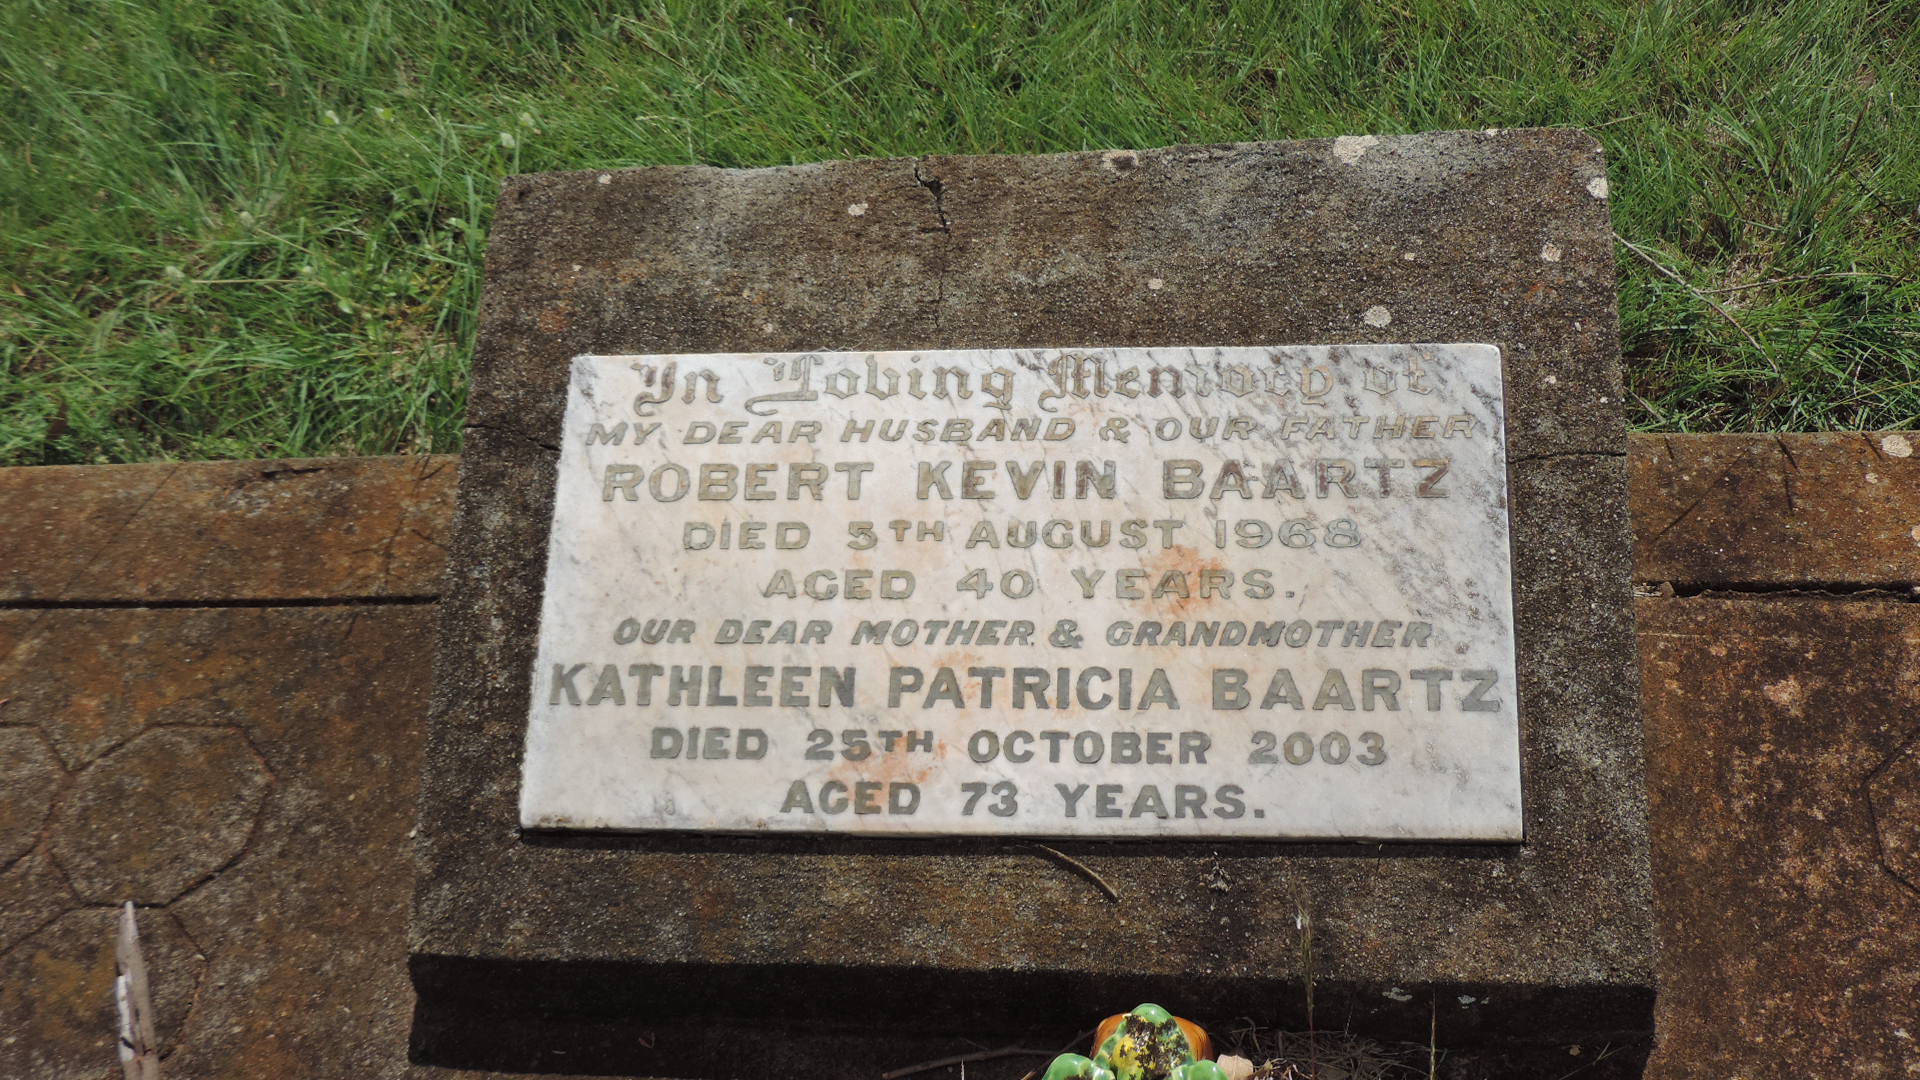 In Loving Memory of
MY DEAR HUSBAND & OUR FATHER
ROBERT KEVIN BAARTZ
DIED 5TH AUGUST 1968
AGED 40 YEARS.
OUR DEAR MOTHER & GRANDMOTHER
KATHLEEN PATRICIA BAARTZ
DIED 25TH OCTOBER 2003
AGED 73 YEARS.